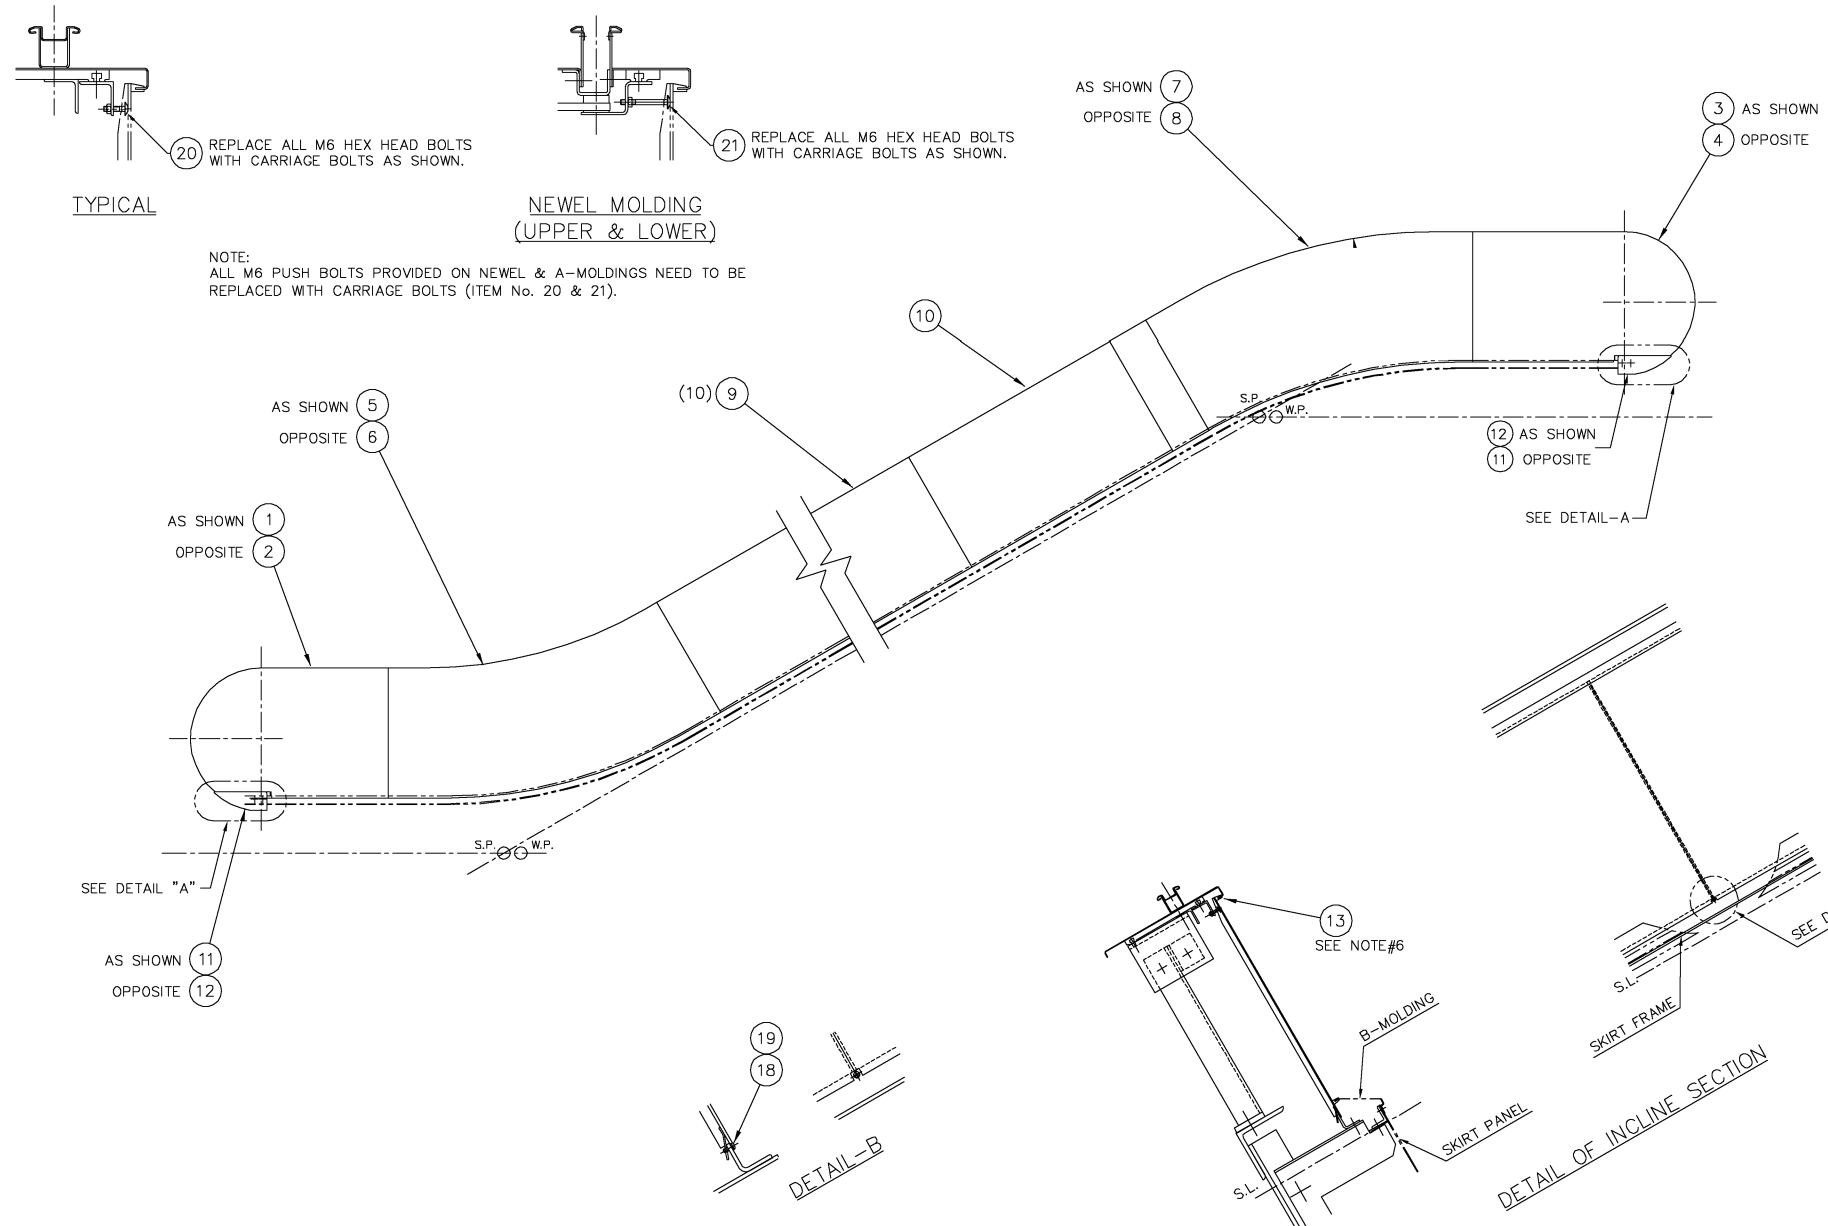 20 REPLACE ALL M6 HEX HEAD BOLTS
WITH CARRIAGE BOLTS AS SHOWN.
TYPICAL
21 REPLACE ALL M6 HEX HEAD BOLTS
WITH CARRIAGE BOLTS AS SHOWN.
NEWEL MOLDING
(UPPER & LOWER)
NOTE:
ALL M6 PUSH BOLTS PROVIDED ON NEWEL & A-MOLDINGS NEED TO BE
REPLACED WITH CARRIAGE BOLTS (ITEM No. 20 & 21).
AS SHOWN 7
OPPOSITE 8
3 AS SHOWN
4 OPPOSITE
10
(10) 9
AS SHOWN 5
OPPOSITE 6
S.P.
W.P.
12 AS SHOWN
11 OPPOSITE
SEE DETAIL-A
AS SHOWN 1
OPPOSITE 2
S.P.
W.P.
SEE DETAIL "A"
AS SHOWN 11
OPPOSITE 12
13
SEE NOTE#6
B-MOLDING
SKIRT PANEL
S.L.
SEE D
S.L.
SKIRT FRAME
DETAIL OF INCLINE SECTION
19
18
DETAIL-B